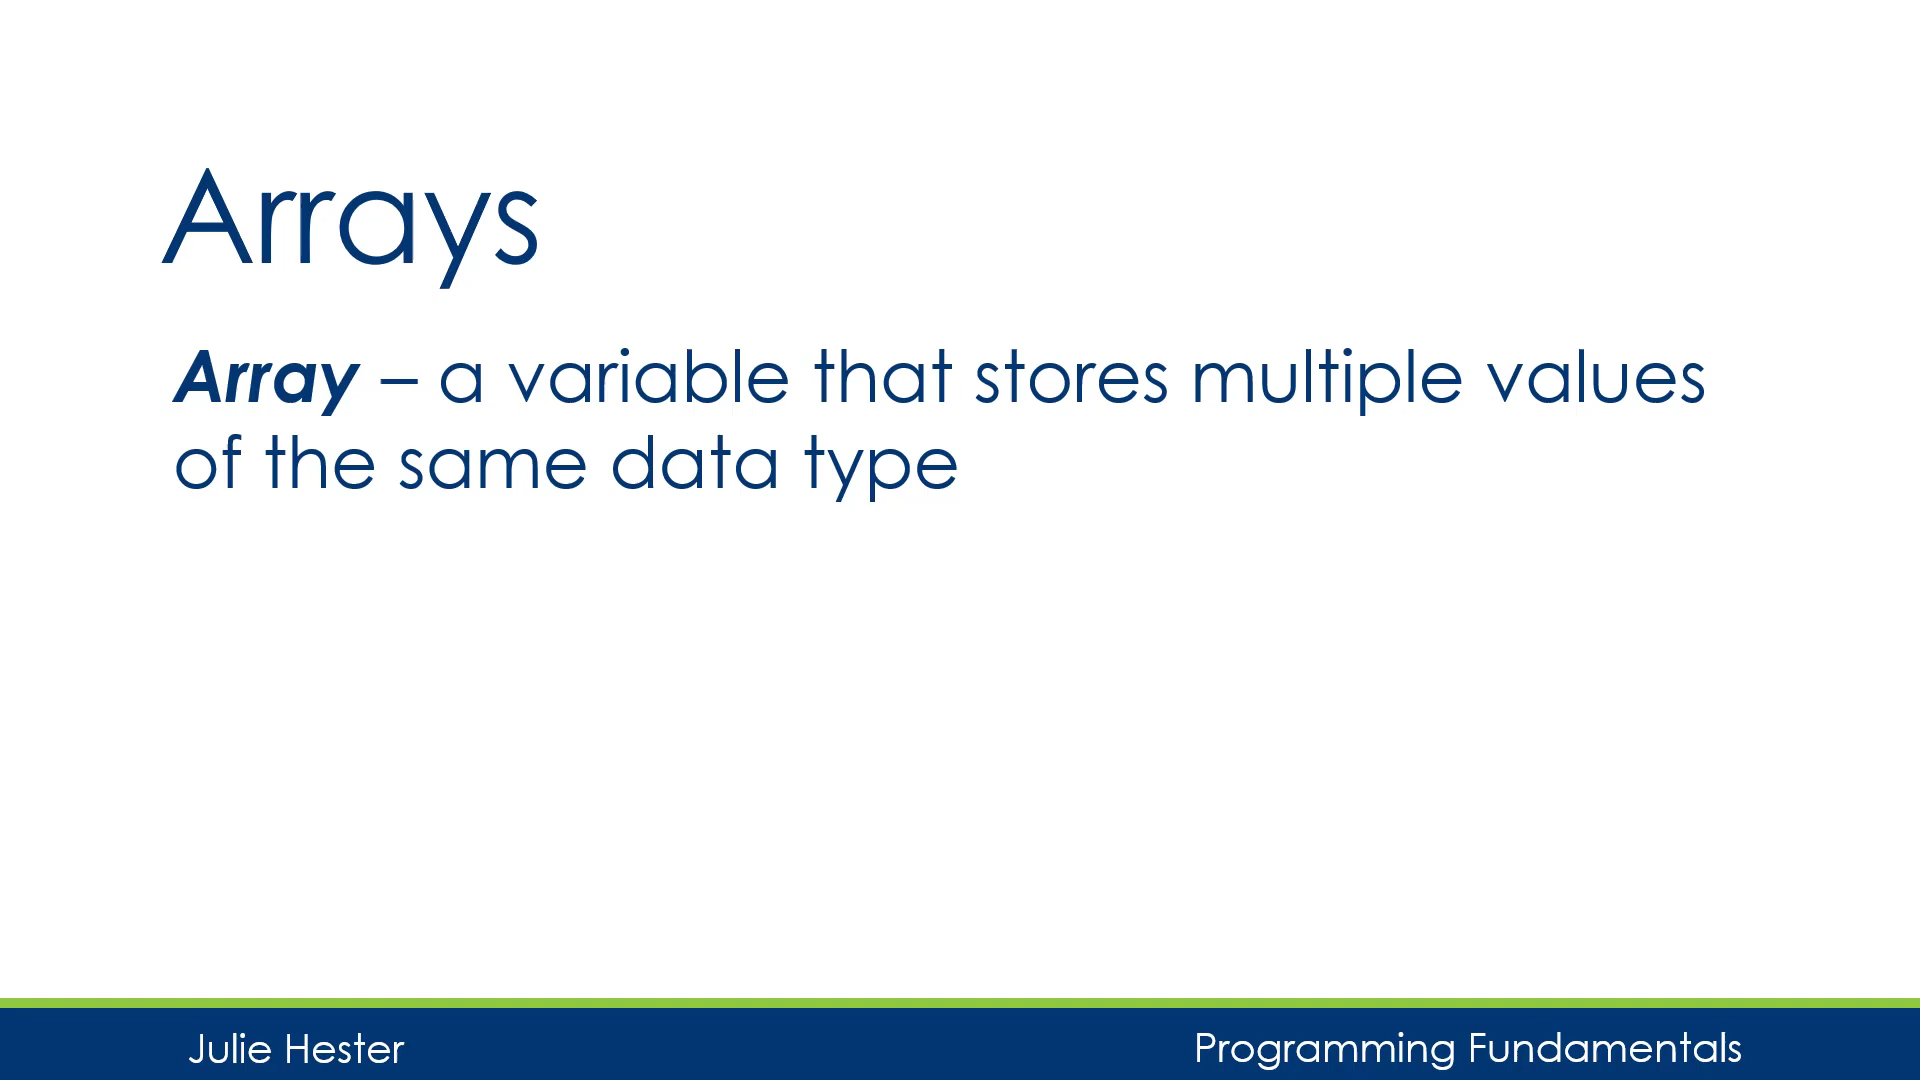 Arrays
Array – a variable that stores multiple values
of the same data type
Julie Hester
Programming Fundamentals